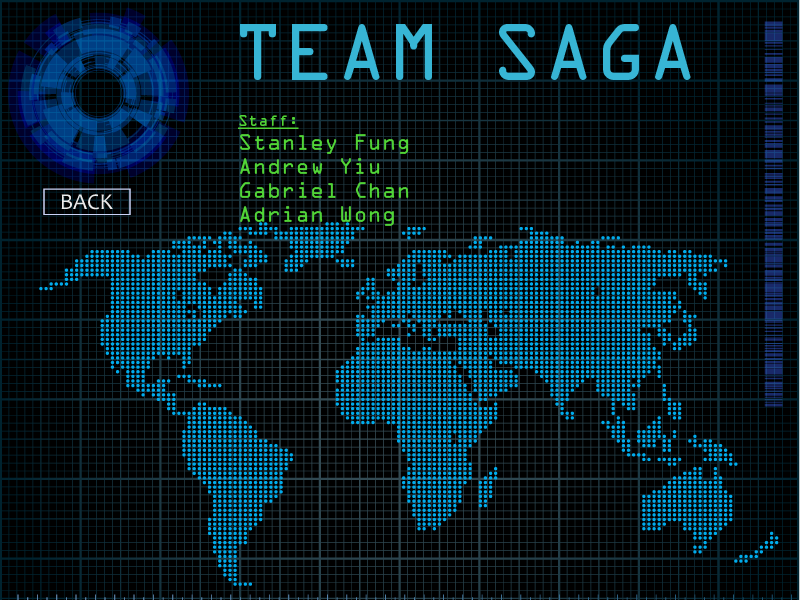 TEAM SAGA
Staff:
Stanley Fung
Andrew Yiu
BACK
Gabriel Chan
Adrian Wong